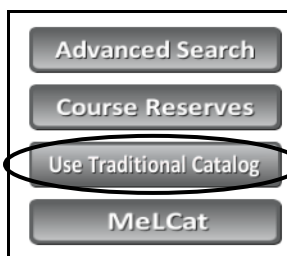 Advanced Search
Course Reserves
Use Traditional Catalog
MeLCat